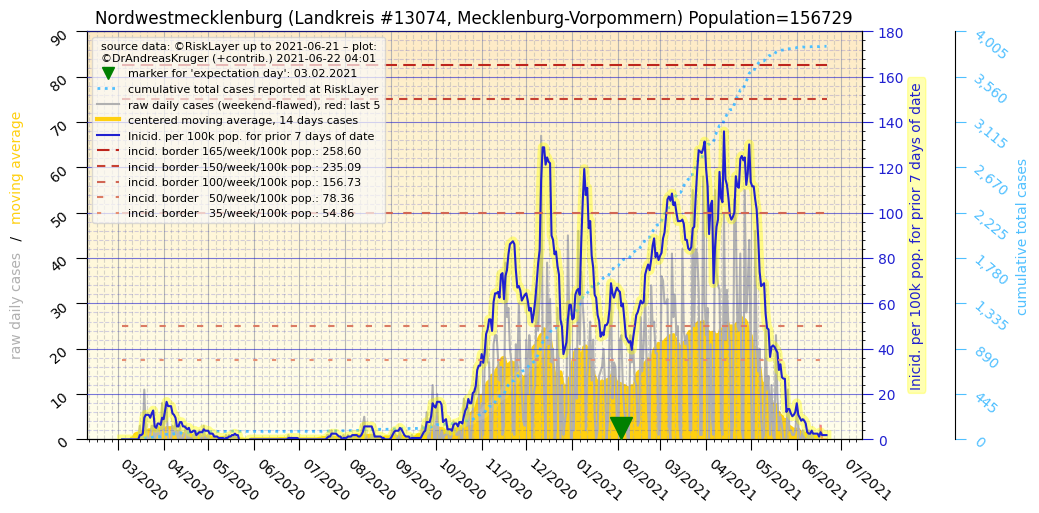 Nordwestmecklenburg (Landkreis #13074, Mecklenburg-Vorpommern) Population=156729
source data: ©RiskLayer up to 2021-06-21 – plot:
©DrAndreasKruger (+contrib.) 2021-06-22 04:01
marker for 'expectation day': 03.02.2021
cumulative total cases reported at RiskLayer
raw daily cases (weekend-flawed), red: last 5
centered moving average, 14 days cases
Inicid. per 100k pop. for prior 7 days of date
incid. border 165/week/100k pop.: 258.60
incid. border 150/week/100k pop.: 235.09
incid. border 100/week/100k pop.: 156.73
incid. border   50/week/100k pop.: 78.36
incid. border   35/week/100k pop.: 54.86
raw daily cases / moving average
90
80
70
60
50
40
30
20
10
0
180
160
140
120
100
80
60
40
20
0
Inicid. per 100k pop. for prior 7 days of date
4,005
3,560
3,115
2,670
2,225
1,780
1,335
890
445
0
cumulative total cases
03/2020
04/2020
05/2020
06/2020
07/2020
08/2020
09/2020
10/2020
11/2020
12/2020
01/2021
02/2021
03/2021
04/2021
05/2021
06/2021
07/2021